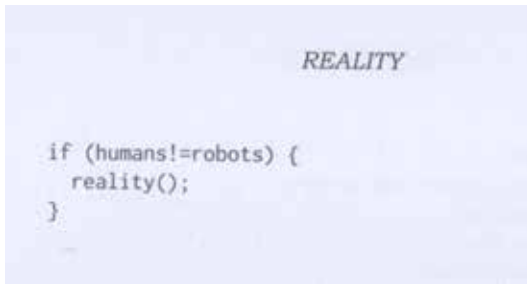 REALITY
if (humans!=robots) {
  reality();
}